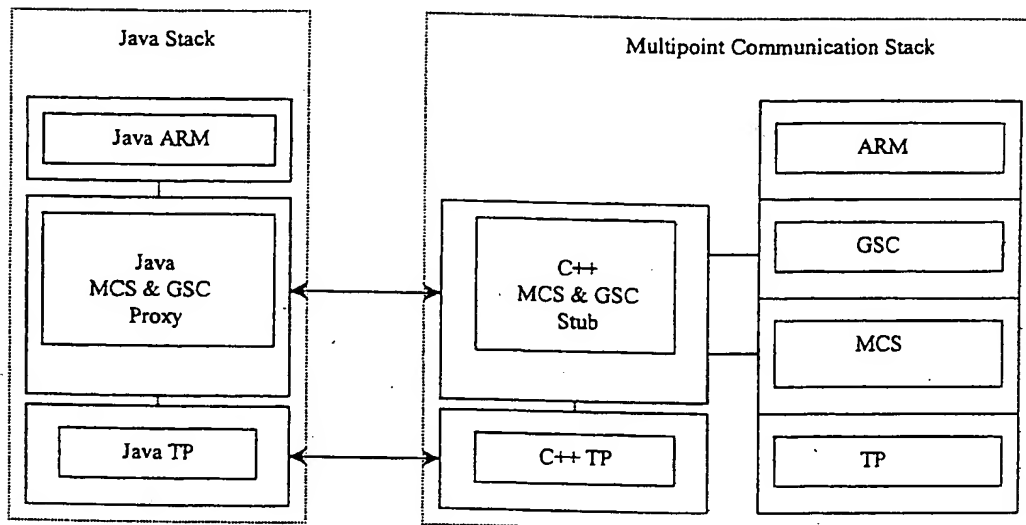 Java Stack
Multipoint Communication Stack
Java ARM
ARM
Java
MCS & GSC
Proxy
C++
MCS & GSC
Stub
GSC
MCS
Java TP
C++ TP
TP